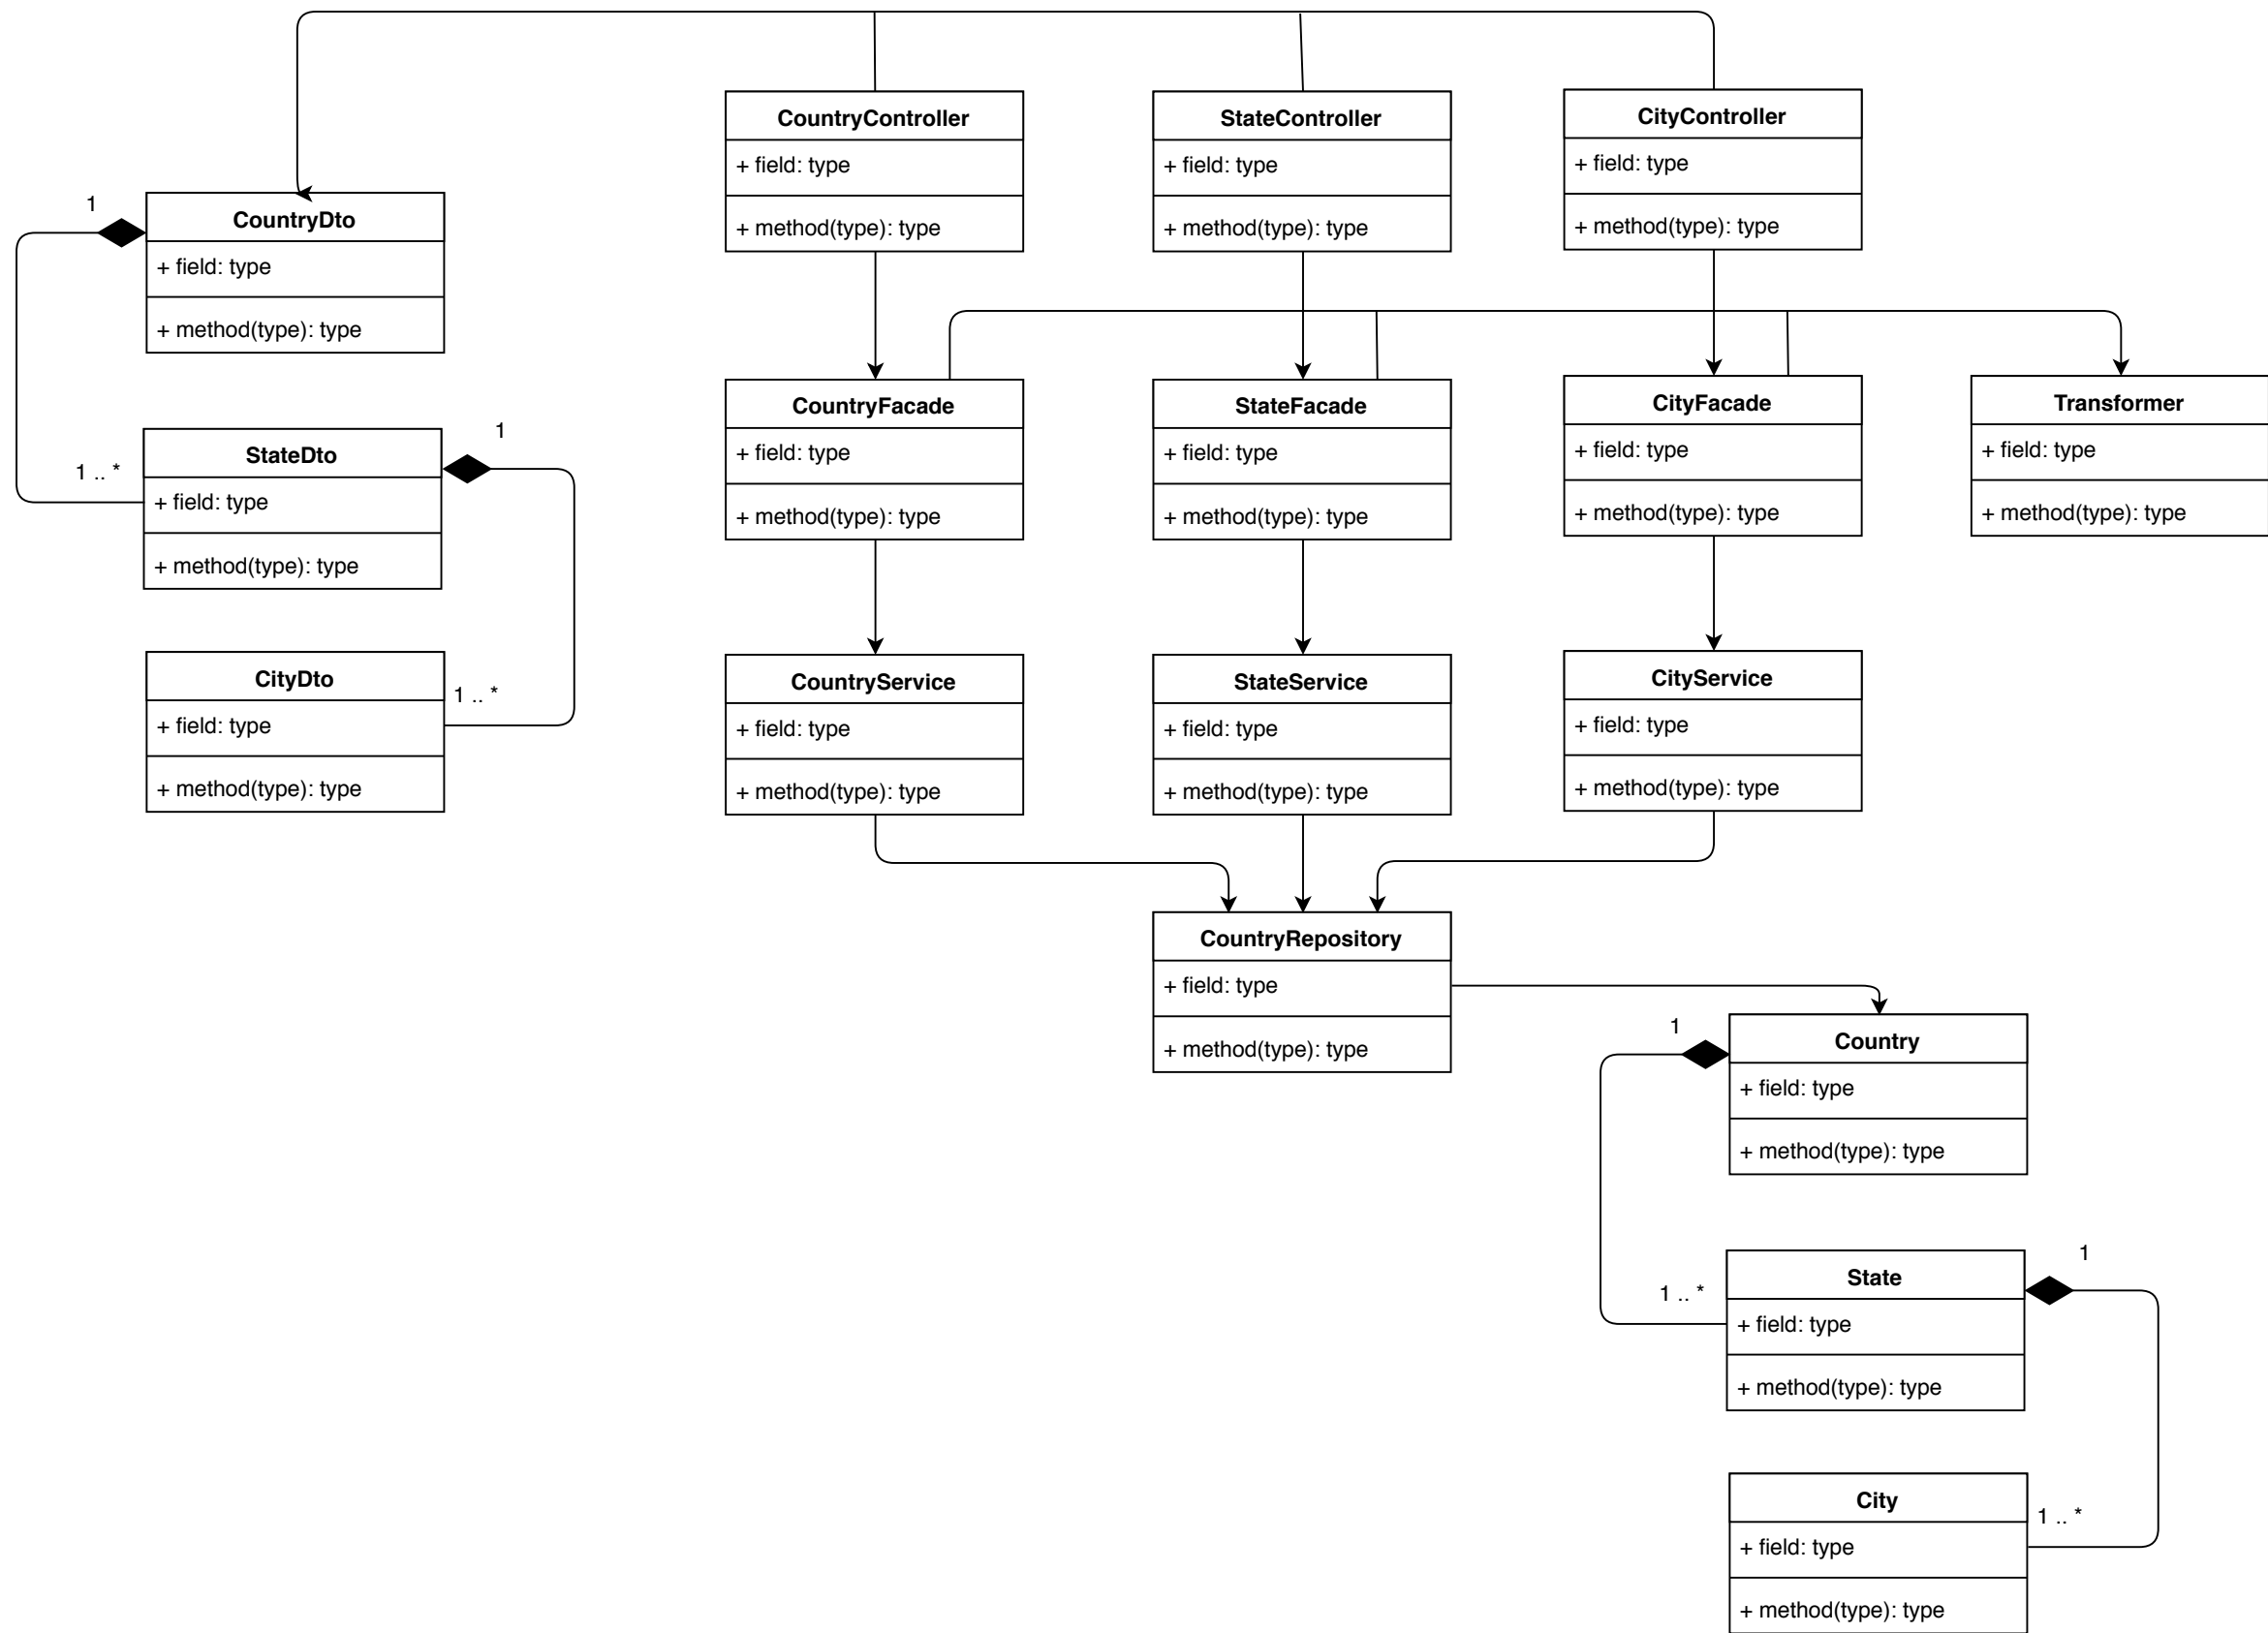 CountryController
+ field: type
+ method(type): type
StateController
+ field: type
+ method(type): type
CityController
+ field: type
+ method(type): type
1
CountryDto
+ field: type
+ method(type): type
1 .. *
StateDto
+ field: type
+ method(type): type
1
CityDto
+ field: type
+ method(type): type
1 .. *
CountryFacade
+ field: type
+ method(type): type
StateFacade
+ field: type
+ method(type): type
CityFacade
+ field: type
+ method(type): type
Transformer
+ field: type
+ method(type): type
CountryService
+ field: type
+ method(type): type
StateService
+ field: type
+ method(type): type
CityService
+ field: type
+ method(type): type
CountryRepository
+ field: type
+ method(type): type
1
Country
+ field: type
+ method(type): type
1 .. *
State
+ field: type
+ method(type): type
1
City
+ field: type
+ method(type): type
1 .. *